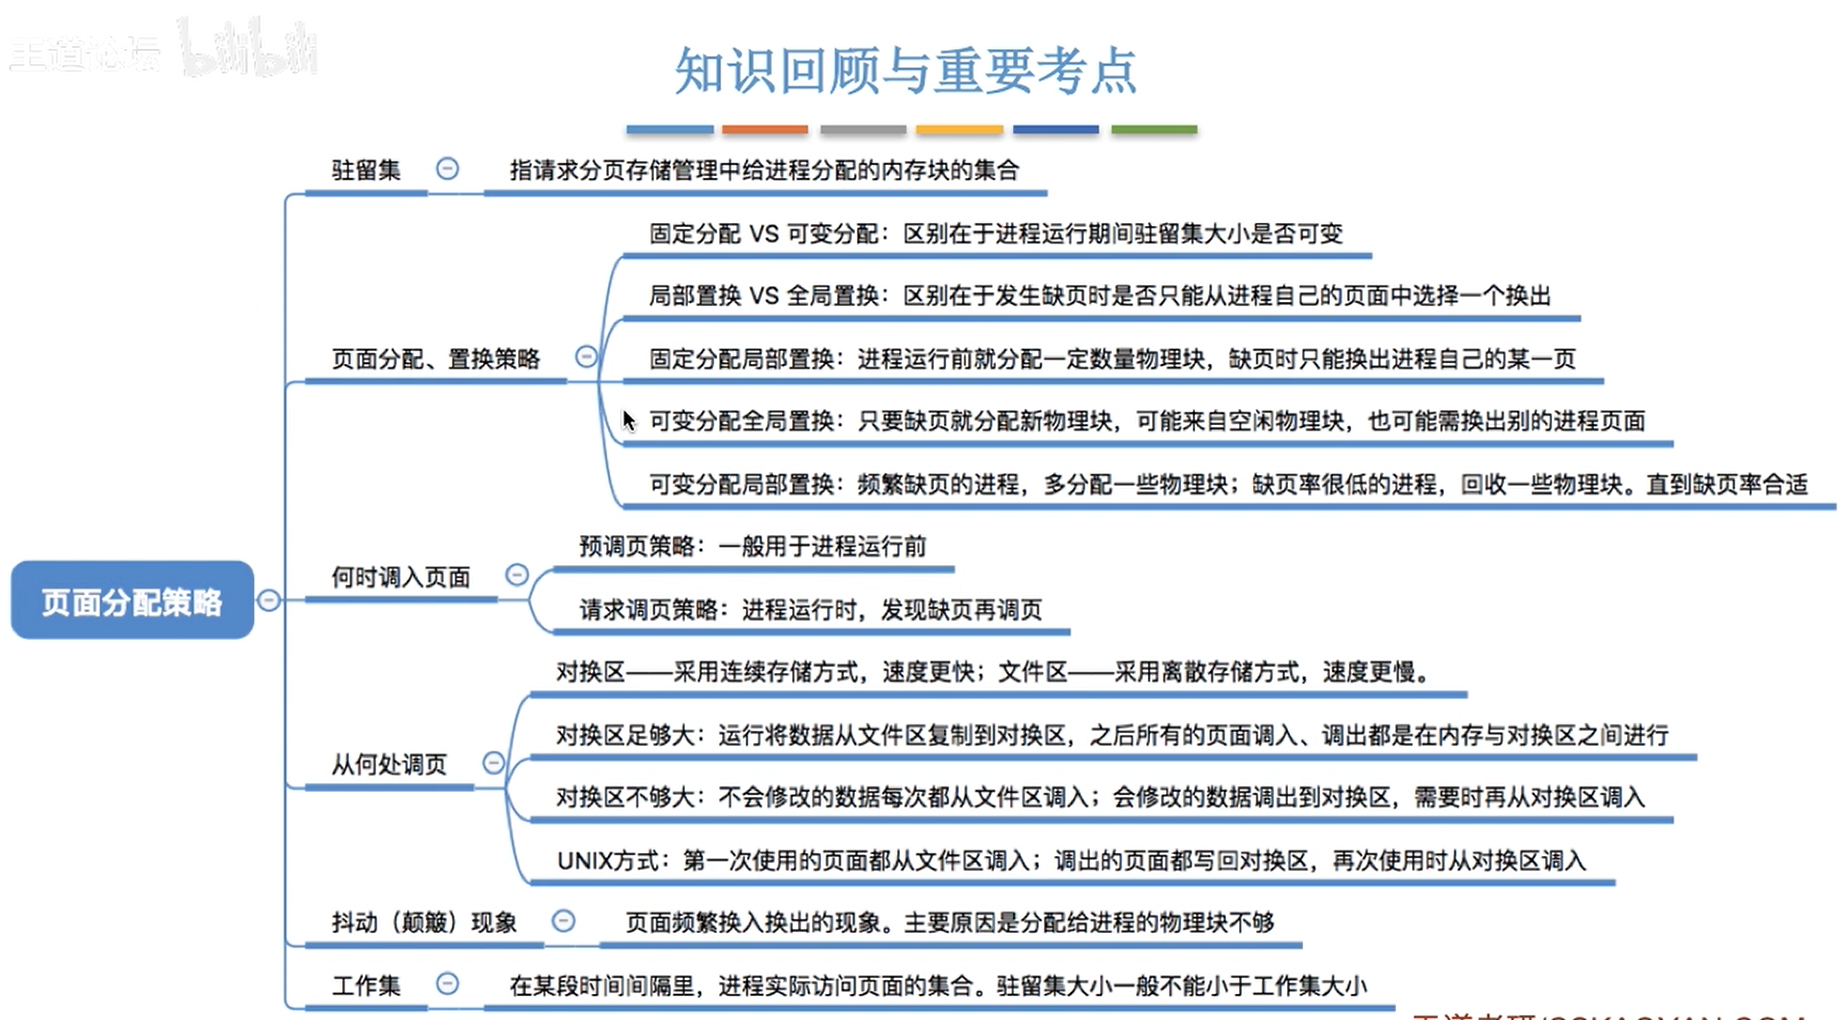 王道论坛 bilibili
知识回顾与重要考点
驻留集
指请求分页存储管理中给进程分配的内存块的集合
固定分配 VS 可变分配：区别在于进程运行期间驻留集大小是否可变
局部置换 VS 全局置换：区别在于发生缺页时是否只能从进程自己的页面中选择一个换出
页面分配、置换策略
固定分配局部置换：进程运行前就分配一定数量物理块，缺页时只能换出进程自己的某一页
可变分配全局置换：只要缺页就分配新物理块，可能来自空闲物理块，也可能需换出别的进程页面
可变分配局部置换：频繁缺页的进程，多分配一些物理块；缺页率很低的进程，回收一些物理块。直到缺页率合适
页面分配策略
何时调入页面
预调页策略：一般用于进程运行前
请求调页策略：进程运行时，发现缺页再调页
从何处调页
对换区——采用连续存储方式，速度更快；文件区——采用离散存储方式，速度更慢。
对换区足够大：运行将数据从文件区复制到对换区，之后所有的页面调入、调出都是在内存与对换区之间进行
对换区不够大：不会修改的数据每次都从文件区调入；会修改的数据调出到对换区，需要时再从对换区调入
UNIX方式：第一次使用的页面都从文件区调入；调出的页面都写回对换区，再次使用时从对换区调入
抖动（颠簸）现象
页面频繁换入换出的现象。主要原因是分配给进程的物理块不够
工作集
在某段时间间隔里，进程实际访问页面的集合。驻留集大小一般不能小于工作集大小